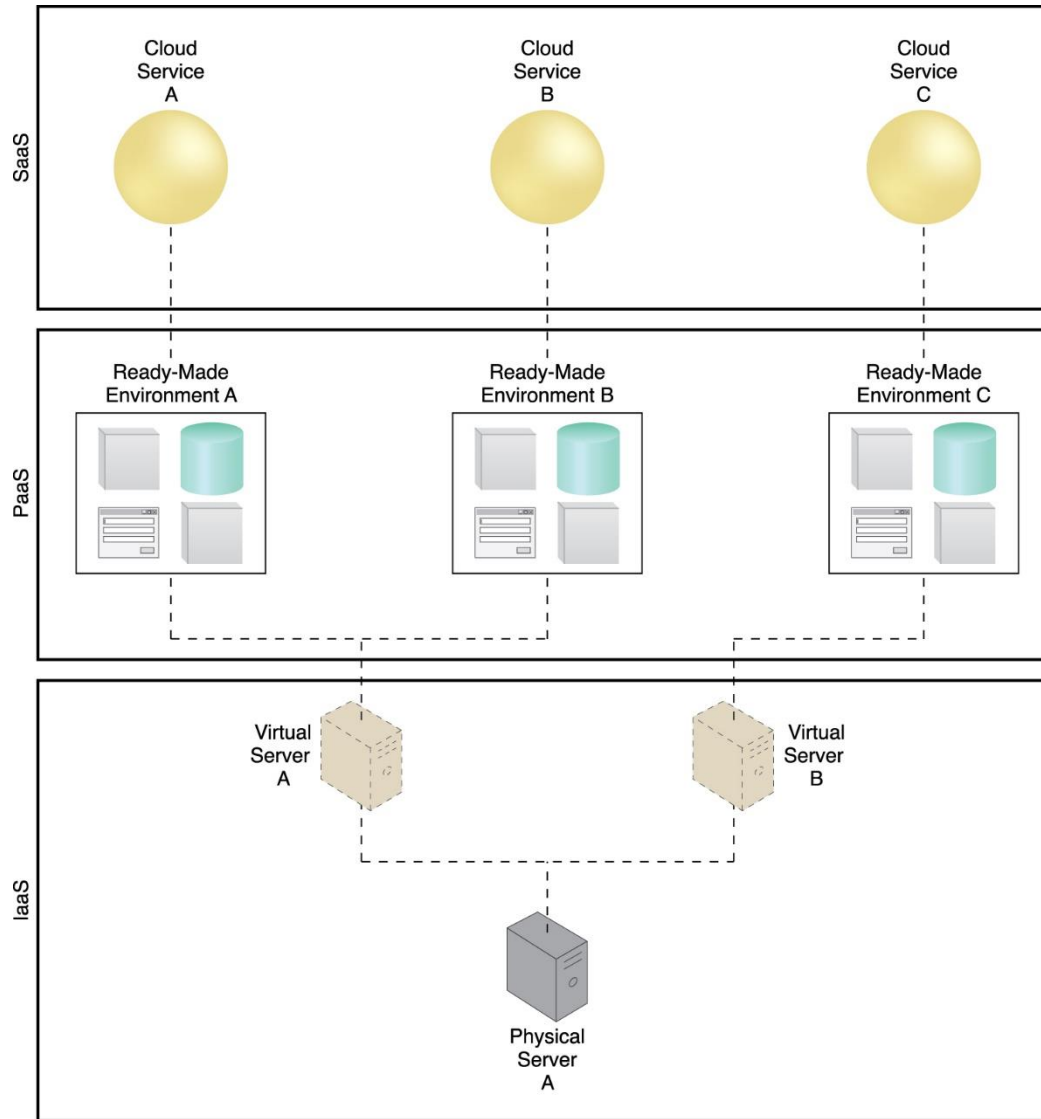 SaaS
Cloud
Service
A
Cloud
Service
B
Cloud
Service
C
PaaS
Ready-Made
Environment A
Ready-Made
Environment B
Ready-Made
Environment C
IaaS
Virtual
Server
A
Virtual
Server
B
Physical
Server
A